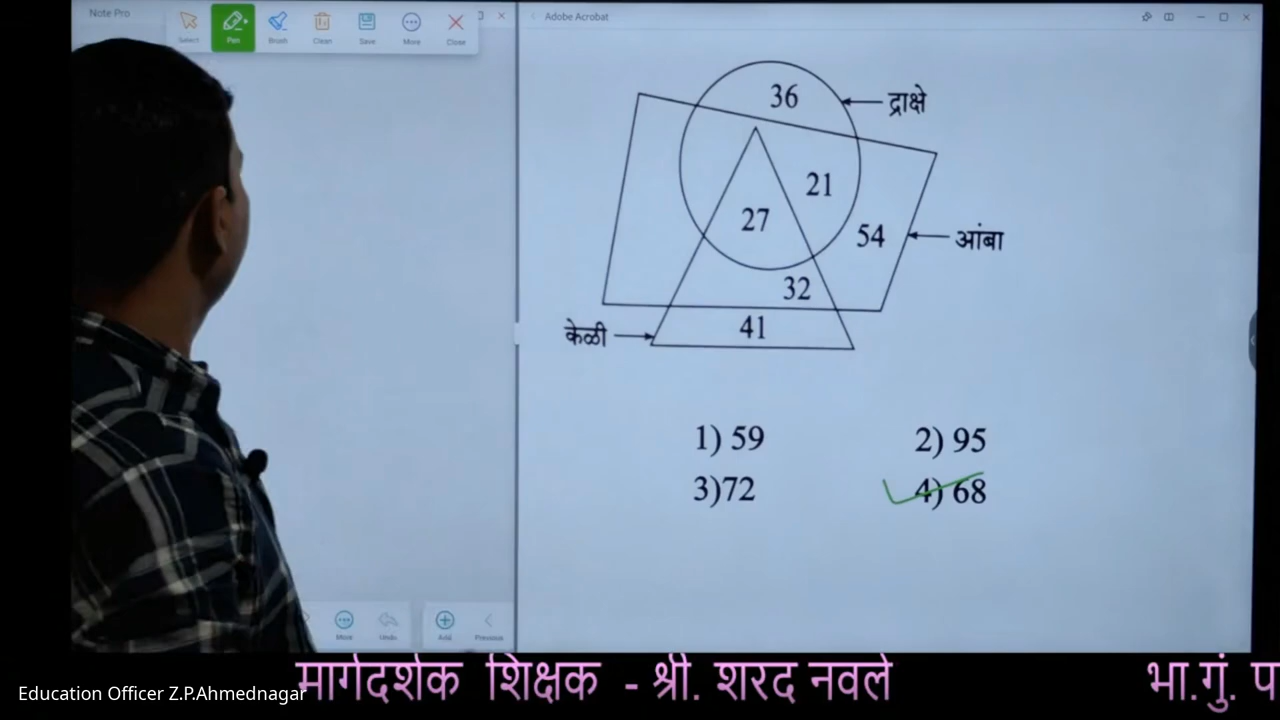 Note Pro
Select Pen Brush Clean Save More Close
Adobe Acrobat
36
द्राक्षे
21
27
54
आंबा
32
केळी
41
1) 59
2) 95
3)72
4) 68
More Undo Add Previous
मार्गदर्शक शिक्षक - श्री. शरद नवले
भा.गुं. प
Education Officer Z.P.Ahmednagar